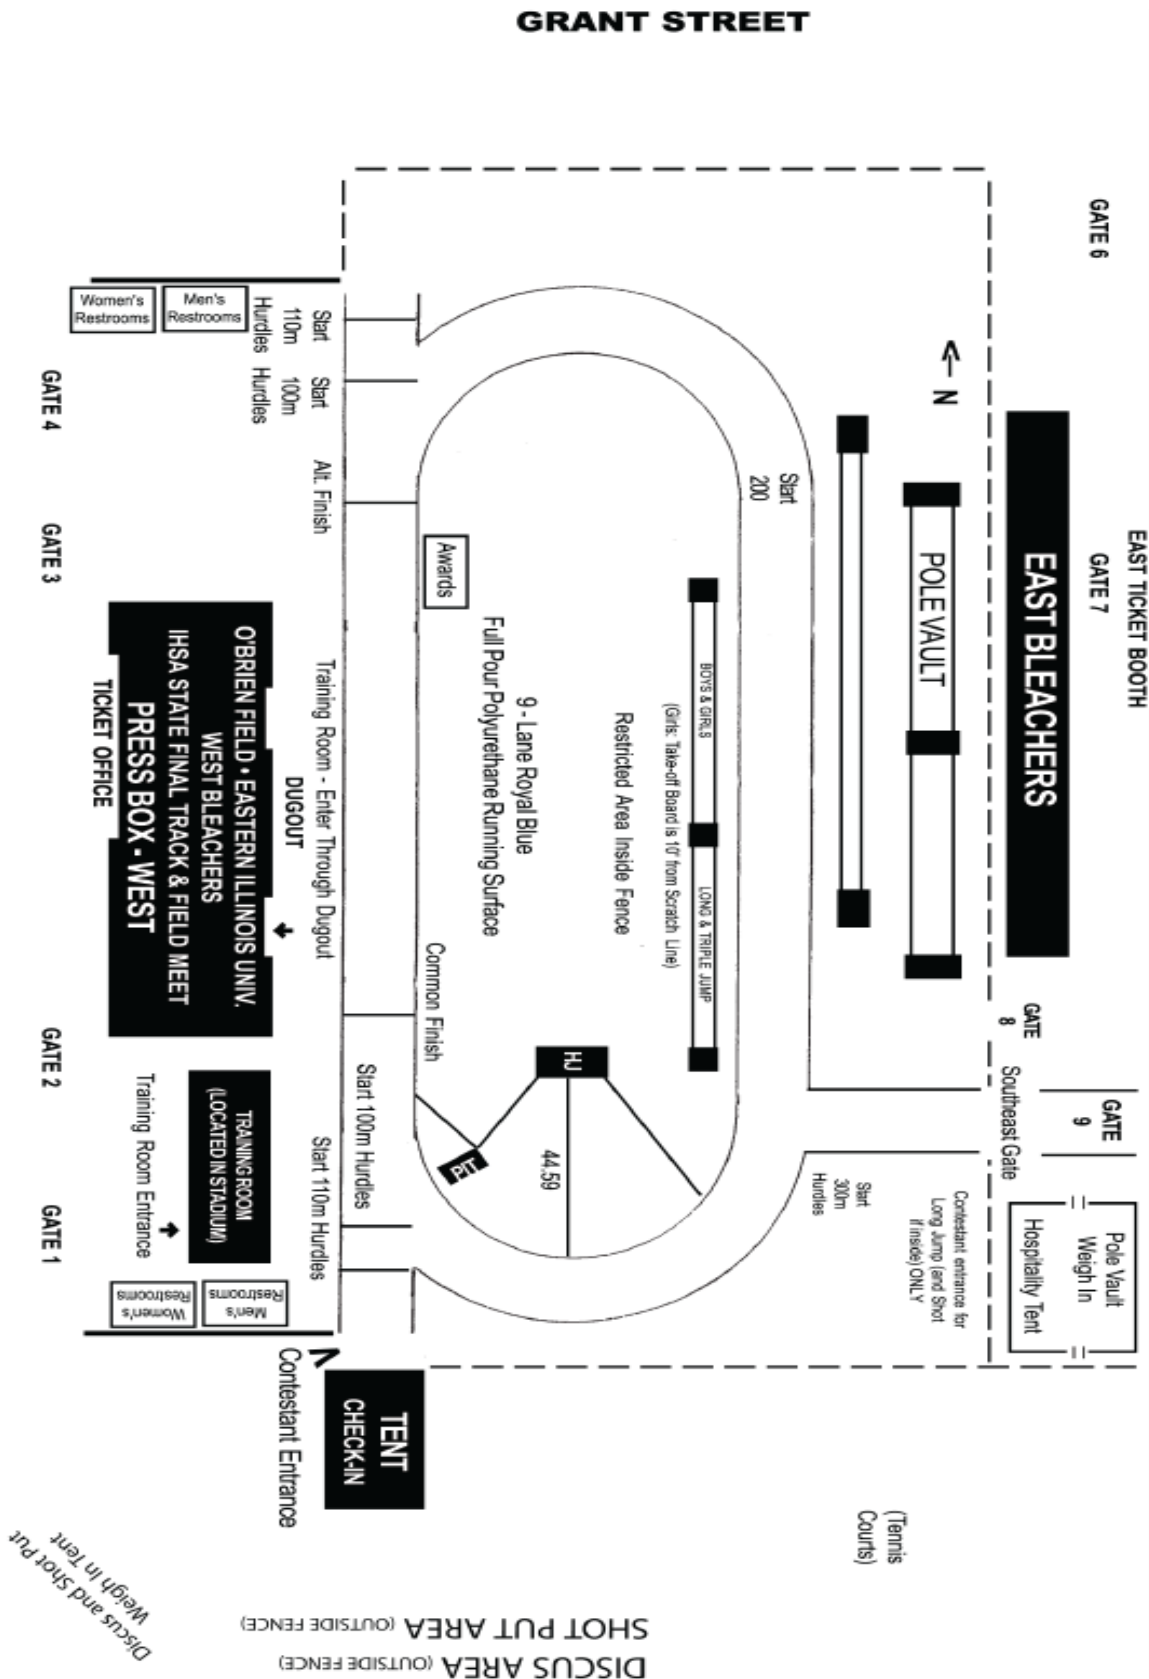 GRANT STREET
GATE 6
EAST TICKET BOOTH
GATE 7
EAST BLEACHERS
N
POLE VAULT
Women's
Restrooms
Men's
Restrooms
Start
110m
Hurdles
Start
100m
Hurdles
Alt. Finish
Start
200
GATE 4
GATE 3
Awards
Full Pour Polyurethane Running Surface
9 - Lane Royal Blue
Restricted Area Inside Fence
(Girls: Take-off Board is 10' from Scratch Line)
BOYS & GIRLS
LONG & TRIPLE JUMP
Training Room - Enter Through Dugout
DUGOUT
O'BRIEN FIELD • EASTERN ILLINOIS UNIV.
WEST BLEACHERS
IHSA STATE FINAL TRACK & FIELD MEET
PRESS BOX - WEST
TICKET OFFICE
Common Finish
HJ
PIT
44.59
Start 100m Hurdles
Start 110m Hurdles
GATE
8
Southeast Gate
GATE
9
Start
300m
Hurdles
Contestant entrance for
Long Jump (and Shot
if inside) ONLY
Pole Vault
Weigh In
Hospitality Tent
GATE 2
Training Room Entrance
TRAINING ROOM
(LOCATED IN STADIUM)
GATE 1
Women's
Restrooms
Men's
Restrooms
Contestant Entrance
TENT
CHECK-IN
(Tennis
Courts)
Discus and Shot Put
Weigh In Tent
SHOT PUT AREA (OUTSIDE FENCE)
DISCUS AREA (OUTSIDE FENCE)